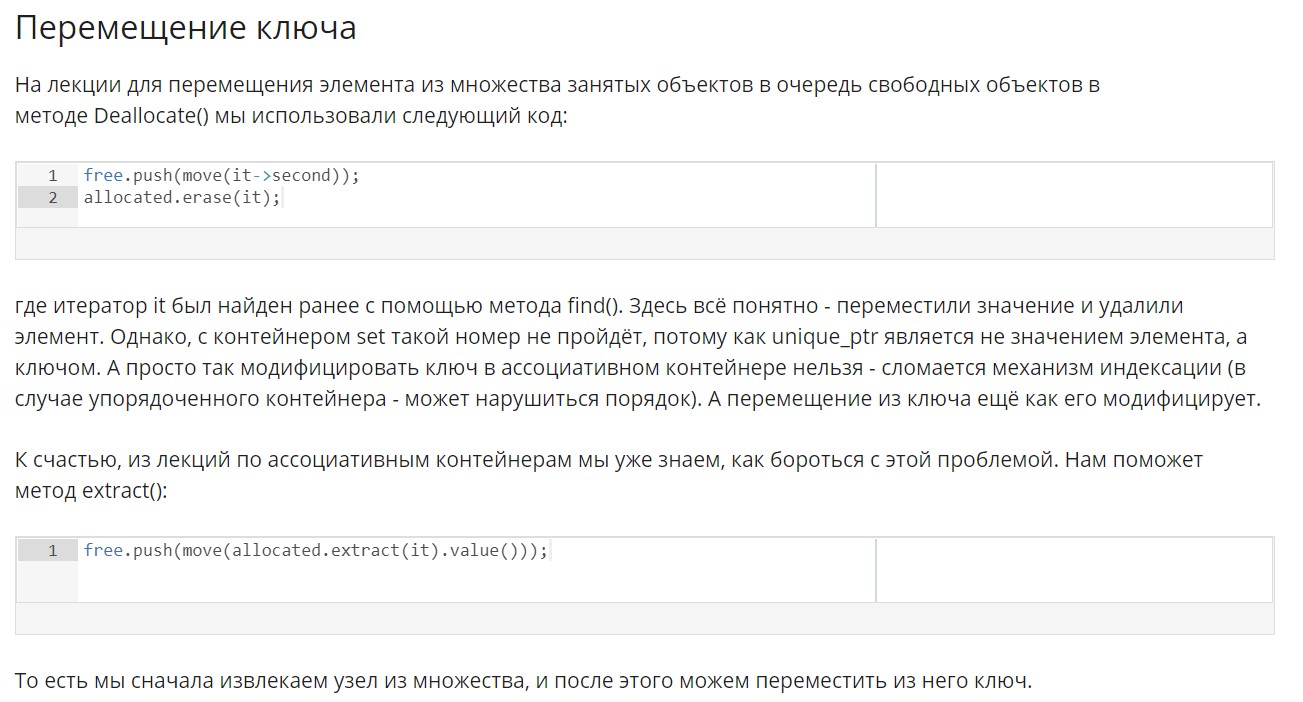 Перемещение ключа
На лекции для перемещения элемента из множества занятых объектов в очередь свободных объектов в
методе Deallocate() мы использовали следующий код:
1 free.push(move(it->second));
2 allocated.erase(it);
где итератор it был найден ранее с помощью метода find(). Здесь всё понятно - переместили значение и удалили
элемент. Однако, с контейнером set такой номер не пройдёт, потому как unique_ptr является не значением элемента, а
ключом. А просто так модифицировать ключ в ассоциативном контейнере нельзя - сломается механизм индексации (в
случае упорядоченного контейнера - может нарушиться порядок). А перемещение из ключа ещё как его модифицирует.
К счастью, из лекций по ассоциативным контейнерам мы уже знаем, как бороться с этой проблемой. Нам поможет
метод extract():
1 free.push(move(allocated.extract(it).value()));
То есть мы сначала извлекаем узел из множества, и после этого можем переместить из него ключ.